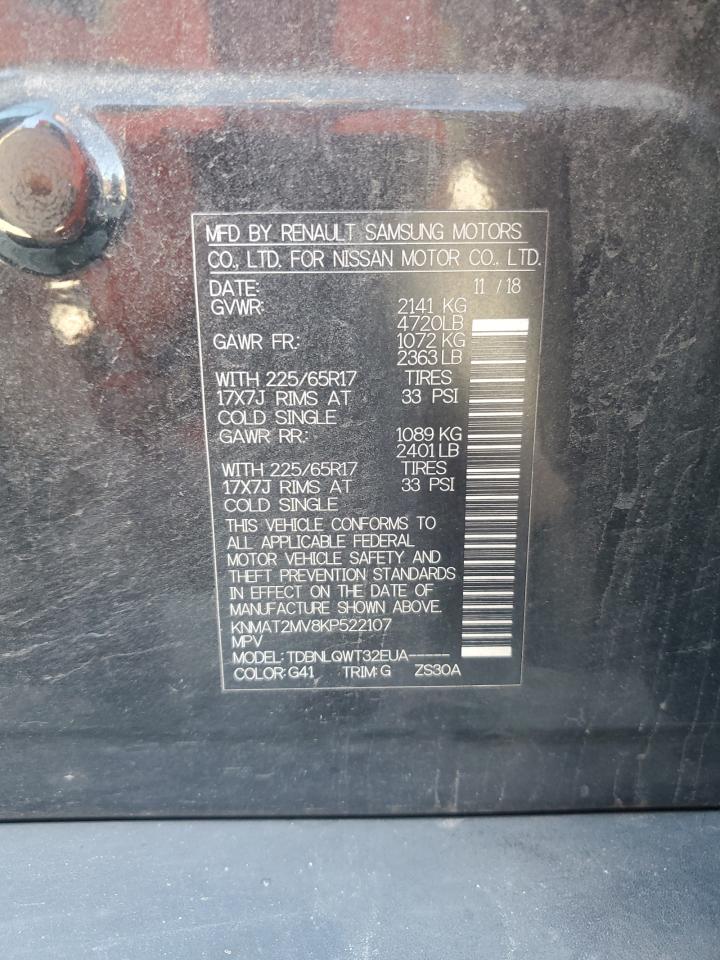 MFD BY RENAULT SAMSUNG MOTORS
CO., LTD. FOR NISSAN MOTOR CO., LTD.
DATE: 11 /18
GVWR: 2141 KG
4720LB
GAWR FR.: 1072 KG
2363 LB
WITH 225/65R17 TIRES
17X7J RIMS AT 33 PSI
COLD SINGLE
GAWR RR.: 1089 KG
2401 LB
WITH 225/65R17 TIRES
17X7J RIMS AT 33 PSI
COLD SINGLE
THIS VEHICLE CONFORMS TO
ALL APPLICABLE FEDERAL
MOTOR VEHICLE SAFETY AND
THEFT PREVENTION STANDARDS
IN EFFECT ON THE DATE OF
MANUFACTURE SHOWN ABOVE.
KNMAT2MV8KP522107
MPV
MODEL: TDBNLQWT32EUA-----
COLOR: G41 TRIM: G ZS30A